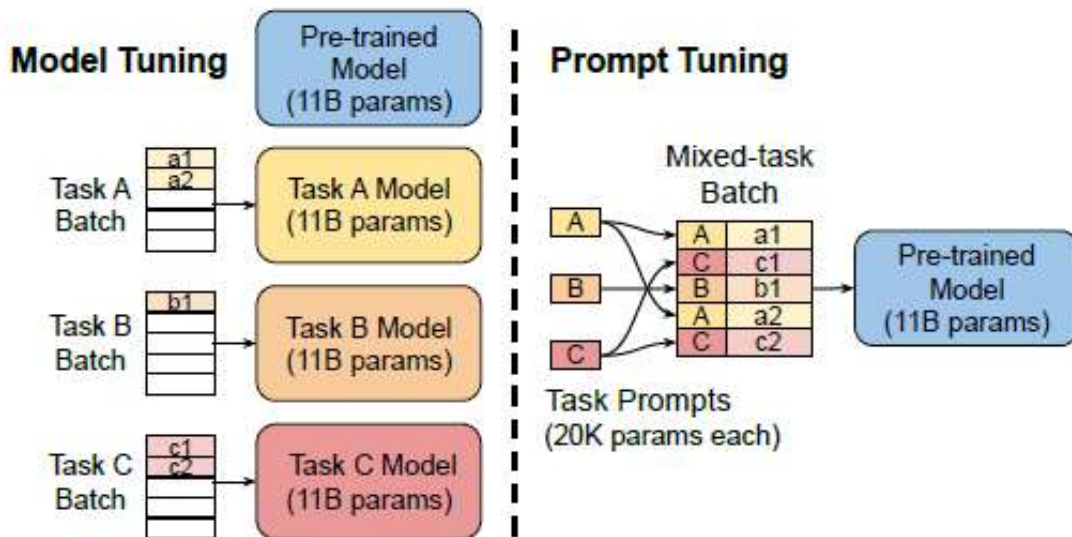 Model Tuning
Pre-trained
Model
(11B params)
Task A
Batch
a1
a2
Task A Model
(11B params)
Task B
Batch
b1
Task B Model
(11B params)
Task C
Batch
c1
c2
Task C Model
(11B params)
Prompt Tuning
Mixed-task
Batch
A
B
C
A a1
C c1
B b1
A a2
C c2
Pre-trained
Model
(11B params)
Task Prompts
(20K params each)